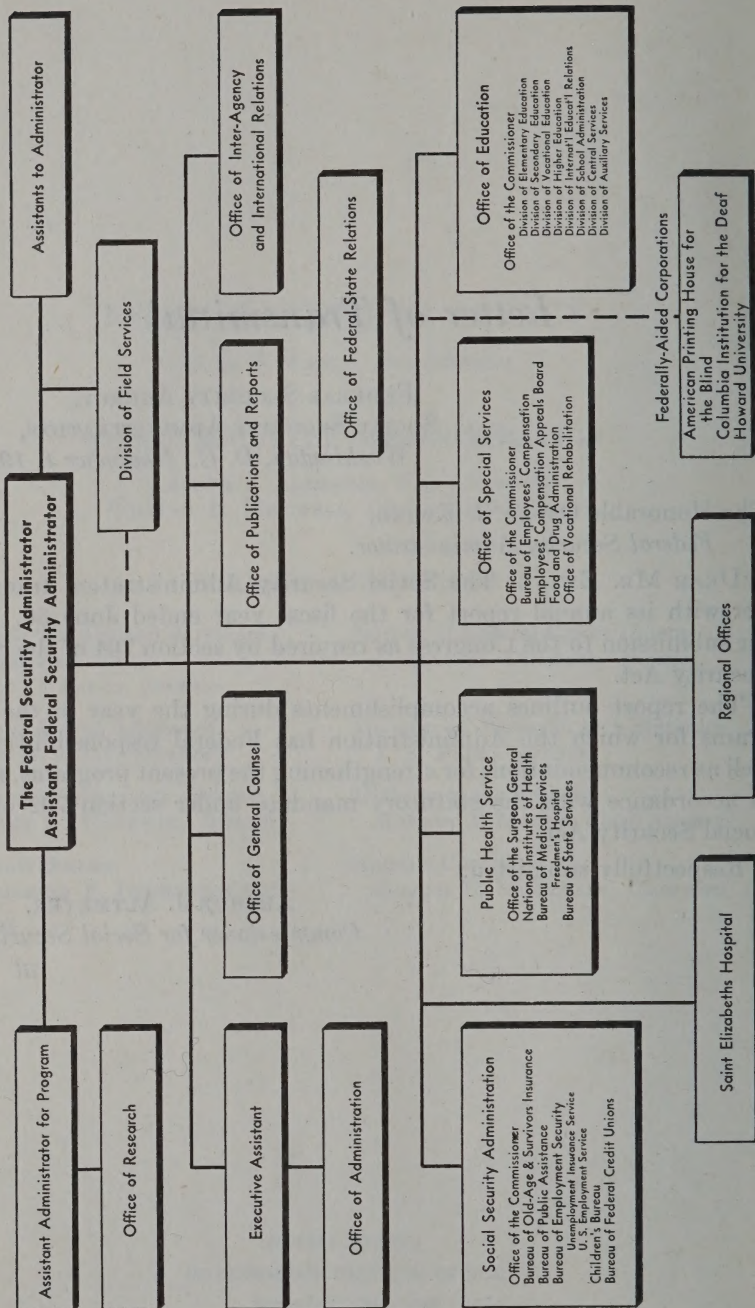 The Federal Security Administrator
Assistant Federal Security Administrator
Assistant Administrator for Program
Assistants to Administrator
Office of Research
Division of Field Services
Executive Assistant
Office of General Counsel
Office of Publications and Reports
Office of Inter-Agency
and International Relations
Office of Administration
Office of Federal-State Relations
Social Security Administration
Office of the Commissioner
Bureau of Old-Age & Survivors Insurance
Bureau of Public Assistance
Bureau of Employment Security
Unemployment Insurance Service
U. S. Employment Service
Children's Bureau
Bureau of Federal Credit Unions
Public Health Service
Office of the Surgeon General
National Institutes of Health
Bureau of Medical Services
Freedmen's Hospital
Bureau of State Services
Office of Special Services
Office of the Commissioner
Bureau of Employees' Compensation
Employees' Compensation Appeals Board
Food and Drug Administration
Office of Vocational Rehabilitation
Office of Education
Office of the Commissioner
Division of Elementary Education
Division of Secondary Education
Division of Vocational Education
Division of Higher Education
Division of Internat'l Educat'l Relations
Division of School Administration
Division of Central Services
Division of Auxiliary Services
Saint Elizabeths Hospital
Regional Offices
Federally-Aided Corporations
American Printing House for
the Blind
Columbia Institution for the Deaf
Howard University